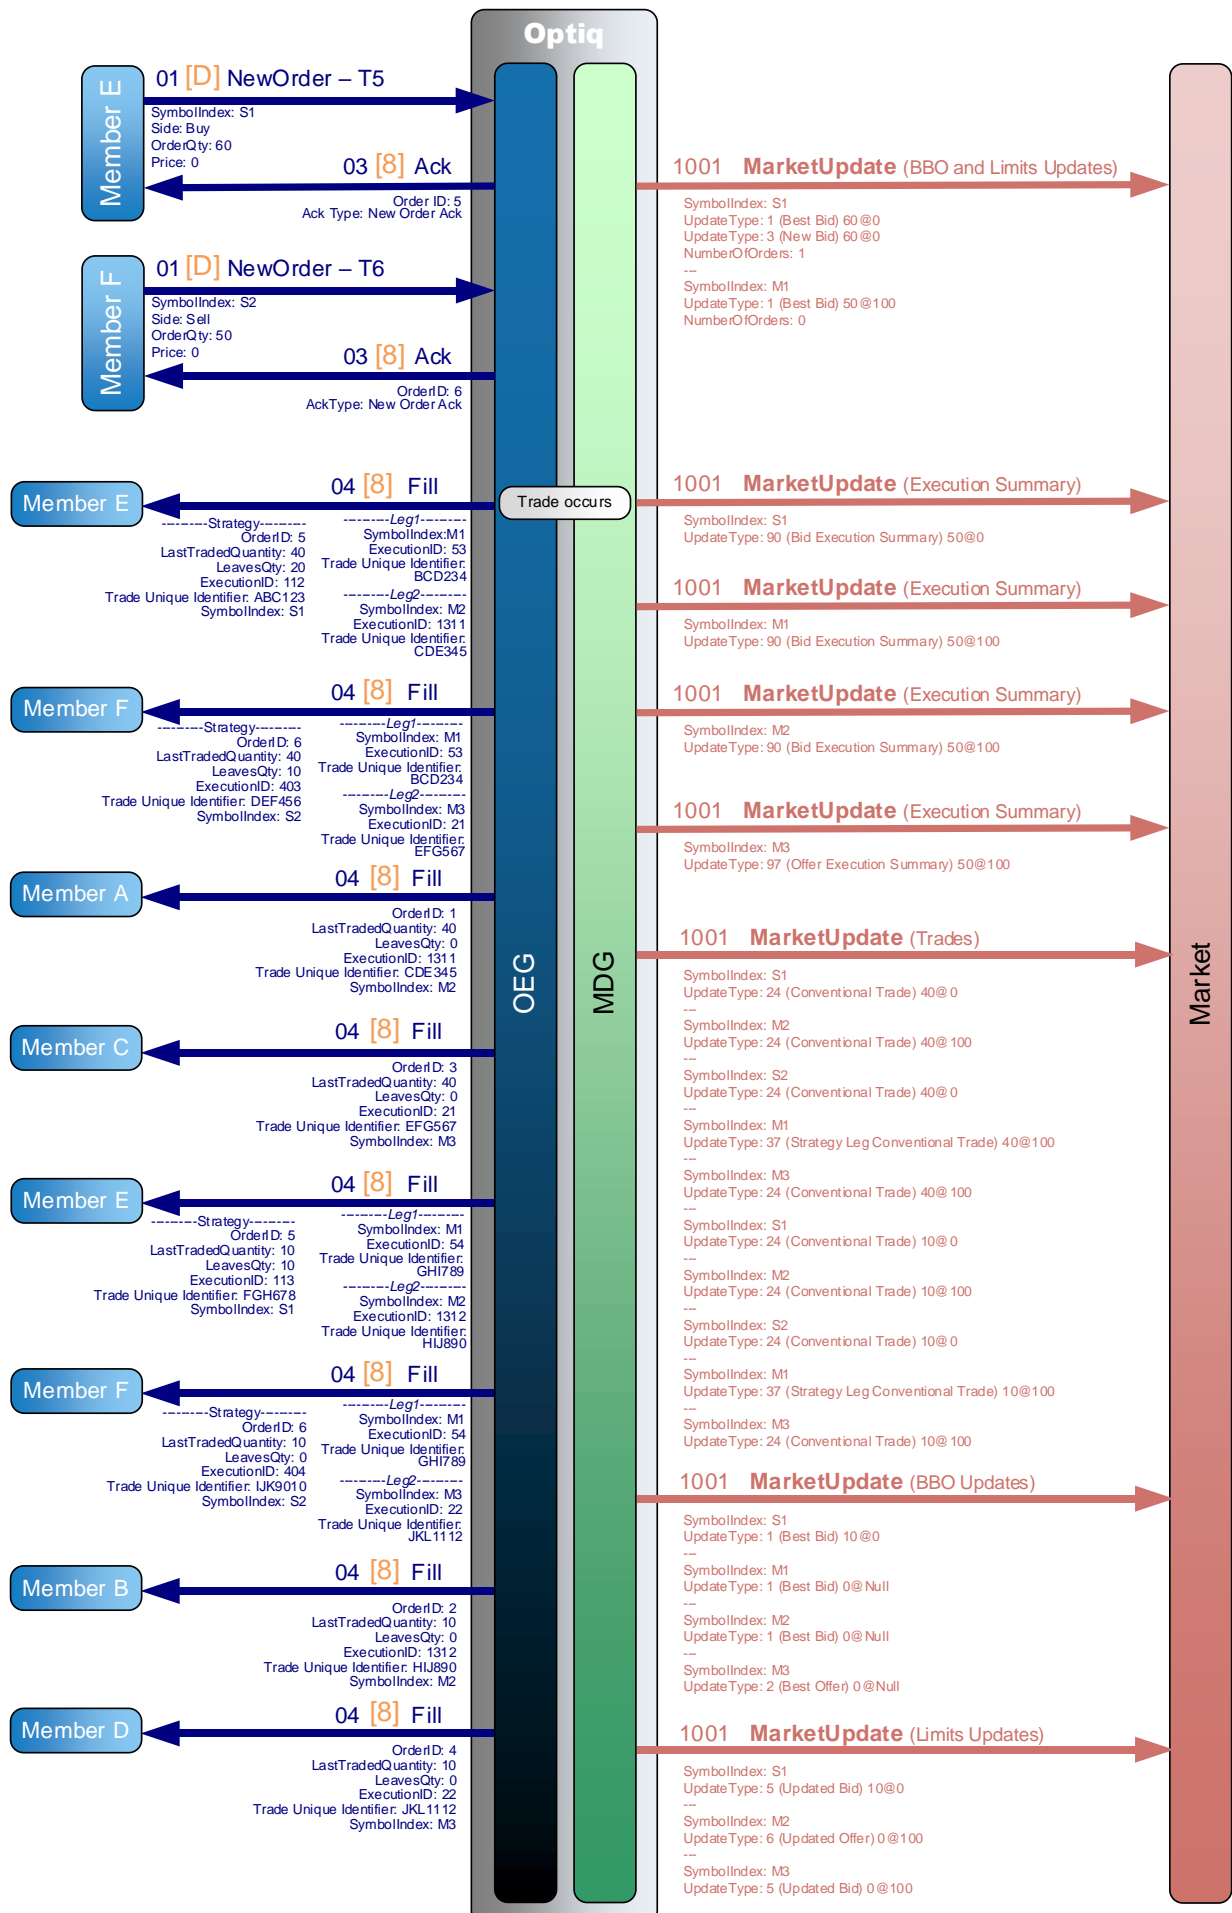 Optiq
Member E
01 [D] NewOrder – T5
SymbolIndex: S1
Side: Buy
OrderQty: 60
Price: 0
03 [8] Ack
Order ID: 5
Ack Type: New Order Ack
1001 MarketUpdate (BBO and Limits Updates)
SymbolIndex: S1
UpdateType: 1 (Best Bid) 60@0
UpdateType: 3 (New Bid) 60@0
NumberOfOrders: 1
---
SymbolIndex: M1
UpdateType: 1 (Best Bid) 50@100
NumberOfOrders: 0
Member F
01 [D] NewOrder – T6
SymbolIndex: S2
Side: Sell
OrderQty: 50
Price: 0
03 [8] Ack
OrderID: 6
AckType: New Order Ack
OEG
MDG
Market
Trade occurs
Member E
04 [8] Fill
----------Strategy----------
OrderID: 5
LastTradedQuantity: 40
LeavesQty: 20
ExecutionID: 112
Trade Unique Identifier: ABC123
SymbolIndex: S1
----------Leg1----------
SymbolIndex:M1
ExecutionID: 53
Trade Unique Identifier:
BCD234
----------Leg2----------
SymbolIndex: M2
ExecutionID: 1311
Trade Unique Identifier:
CDE345
Member F
04 [8] Fill
----------Strategy----------
OrderID: 6
LastTradedQuantity: 40
LeavesQty: 10
ExecutionID: 403
Trade Unique Identifier: DEF456
SymbolIndex: S2
----------Leg1----------
SymbolIndex: M1
ExecutionID: 53
Trade Unique Identifier:
BCD234
----------Leg2----------
SymbolIndex: M3
ExecutionID: 21
Trade Unique Identifier:
EFG567
Member A
04 [8] Fill
OrderID: 1
LastTradedQuantity: 40
LeavesQty: 0
ExecutionID: 1311
Trade Unique Identifier: CDE345
SymbolIndex: M2
Member C
04 [8] Fill
OrderID: 3
LastTradedQuantity: 40
LeavesQty: 0
ExecutionID: 21
Trade Unique Identifier: EFG567
SymbolIndex: M3
Member E
04 [8] Fill
----------Strategy----------
OrderID: 5
LastTradedQuantity: 10
LeavesQty: 10
ExecutionID: 113
Trade Unique Identifier: FGH678
SymbolIndex: S1
----------Leg1----------
SymbolIndex: M1
ExecutionID: 54
Trade Unique Identifier:
GHI789
----------Leg2----------
SymbolIndex: M2
ExecutionID: 1312
Trade Unique Identifier:
HIJ890
Member F
04 [8] Fill
----------Strategy----------
OrderID: 6
LastTradedQuantity: 10
LeavesQty: 0
ExecutionID: 404
Trade Unique Identifier: IJK9010
SymbolIndex: S2
----------Leg1----------
SymbolIndex: M1
ExecutionID: 54
Trade Unique Identifier:
GHI789
----------Leg2----------
SymbolIndex: M3
ExecutionID: 22
Trade Unique Identifier:
JKL1112
Member B
04 [8] Fill
OrderID: 2
LastTradedQuantity: 10
LeavesQty: 0
ExecutionID: 1312
Trade Unique Identifier: HIJ890
SymbolIndex: M2
Member D
04 [8] Fill
OrderID: 4
LastTradedQuantity: 10
LeavesQty: 0
ExecutionID: 22
Trade Unique Identifier: JKL1112
SymbolIndex: M3
1001 MarketUpdate (Execution Summary)
SymbolIndex: S1
UpdateType: 90 (Bid Execution Summary) 50@0
1001 MarketUpdate (Execution Summary)
SymbolIndex: M1
UpdateType: 90 (Bid Execution Summary) 50@100
1001 MarketUpdate (Execution Summary)
SymbolIndex: M2
UpdateType: 90 (Bid Execution Summary) 50@100
1001 MarketUpdate (Execution Summary)
SymbolIndex: M3
UpdateType: 97 (Offer Execution Summary) 50@100
1001 MarketUpdate (Trades)
SymbolIndex: S1
UpdateType: 24 (Conventional Trade) 40@0
---
SymbolIndex: M2
UpdateType: 24 (Conventional Trade) 40@100
---
SymbolIndex: S2
UpdateType: 24 (Conventional Trade) 40@0
---
SymbolIndex: M1
UpdateType: 37 (Strategy Leg Conventional Trade) 40@100
---
SymbolIndex: M3
UpdateType: 24 (Conventional Trade) 40@100
---
SymbolIndex: S1
UpdateType: 24 (Conventional Trade) 10@0
---
SymbolIndex: M2
UpdateType: 24 (Conventional Trade) 10@100
---
SymbolIndex: S2
UpdateType: 24 (Conventional Trade) 10@0
---
SymbolIndex: M1
UpdateType: 37 (Strategy Leg Conventional Trade) 10@100
---
SymbolIndex: M3
UpdateType: 24 (Conventional Trade) 10@100
1001 MarketUpdate (BBO Updates)
SymbolIndex: S1
UpdateType: 1 (Best Bid) 10@0
---
SymbolIndex: M1
UpdateType: 1 (Best Bid) 0@Null
---
SymbolIndex: M2
UpdateType: 1 (Best Bid) 0@Null
---
SymbolIndex: M3
UpdateType: 2 (Best Offer) 0@Null
1001 MarketUpdate (Limits Updates)
SymbolIndex: S1
UpdateType: 5 (Updated Bid) 10@0
---
SymbolIndex: M2
UpdateType: 6 (Updated Offer) 0@100
---
SymbolIndex: M3
UpdateType: 5 (Updated Bid) 0@100